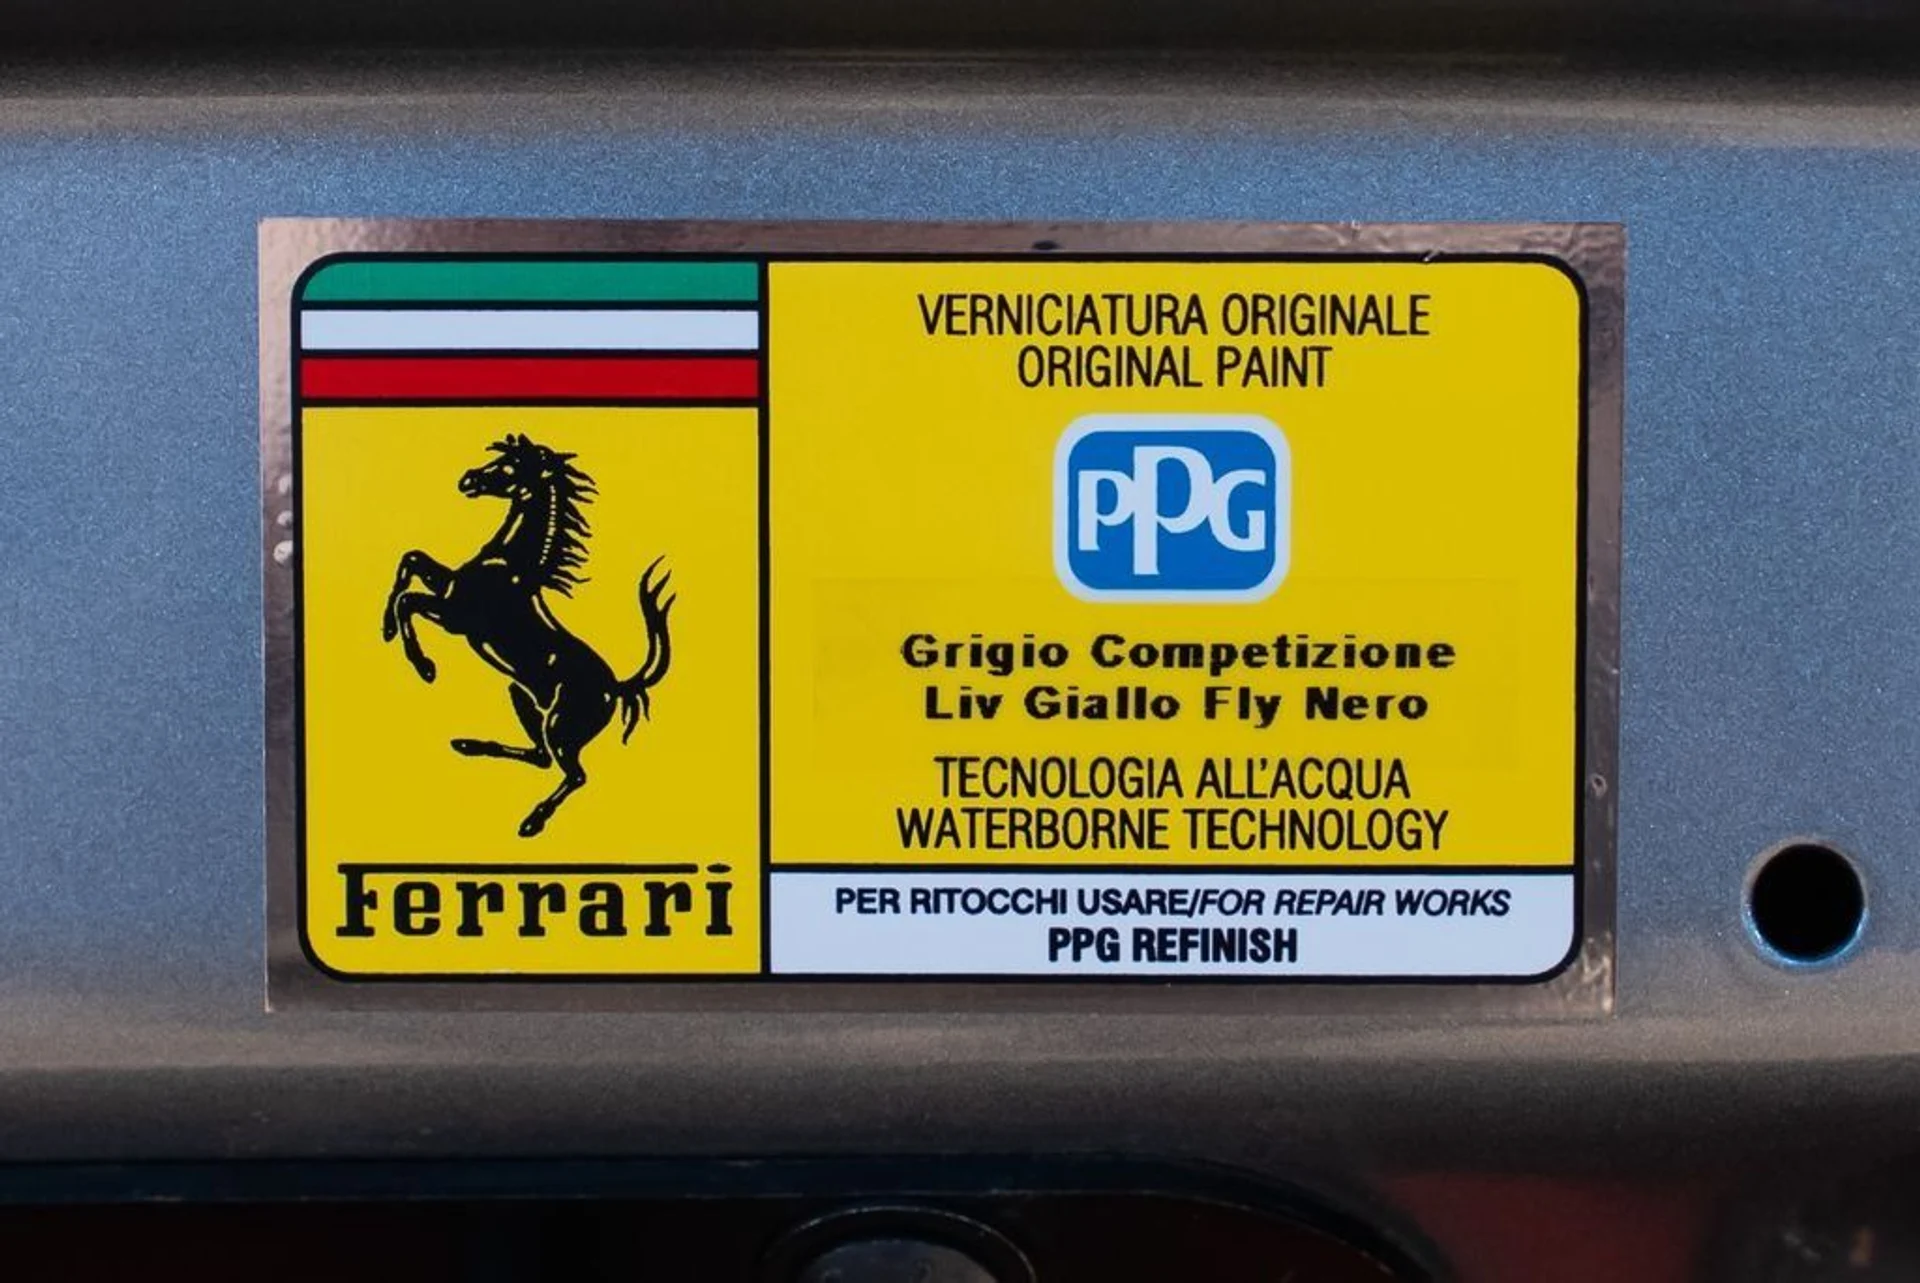 VERNICIATURA ORIGINALE
ORIGINAL PAINT
PPG
Grigio Competizione
Liv Giallo Fly Nero
TECNOLOGIA ALL'ACQUA
WATERBORNE TECHNOLOGY
Ferrari
PER RITOCCHI USARE/FOR REPAIR WORKS
PPG REFINISH